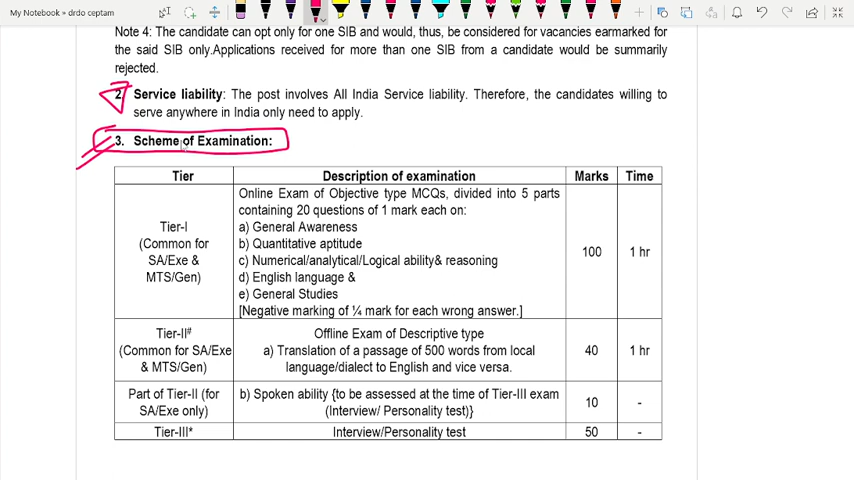 My Notebook > drdo ceptam
Note 4: The candidate can opt only for one SIB and would, thus, be considered for vacancies earmarked for
the said SIB only.Applications received for more than one SIB from a candidate would be summarily
rejected.
2. Service liability: The post involves All India Service liability. Therefore, the candidates willing to
serve anywhere in India only need to apply.
3. Scheme of Examination:
Tier Description of examination Marks Time
Tier-I
(Common for
SA/Exe &
MTS/Gen)
Online Exam of Objective type MCQs, divided into 5 parts
containing 20 questions of 1 mark each on:
a) General Awareness
b) Quantitative aptitude
c) Numerical/analytical/Logical ability& reasoning
d) English language &
e) General Studies
[Negative marking of ¼ mark for each wrong answer.]
100
1 hr
Tier-II#
(Common for SA/Exe
& MTS/Gen)
Offline Exam of Descriptive type
a) Translation of a passage of 500 words from local
language/dialect to English and vice versa.
40
1 hr
Part of Tier-II (for
SA/Exe only)
b) Spoken ability {to be assessed at the time of Tier-III exam
(Interview/ Personality test)}
10
-
Tier-III*
Interview/Personality test
50
-